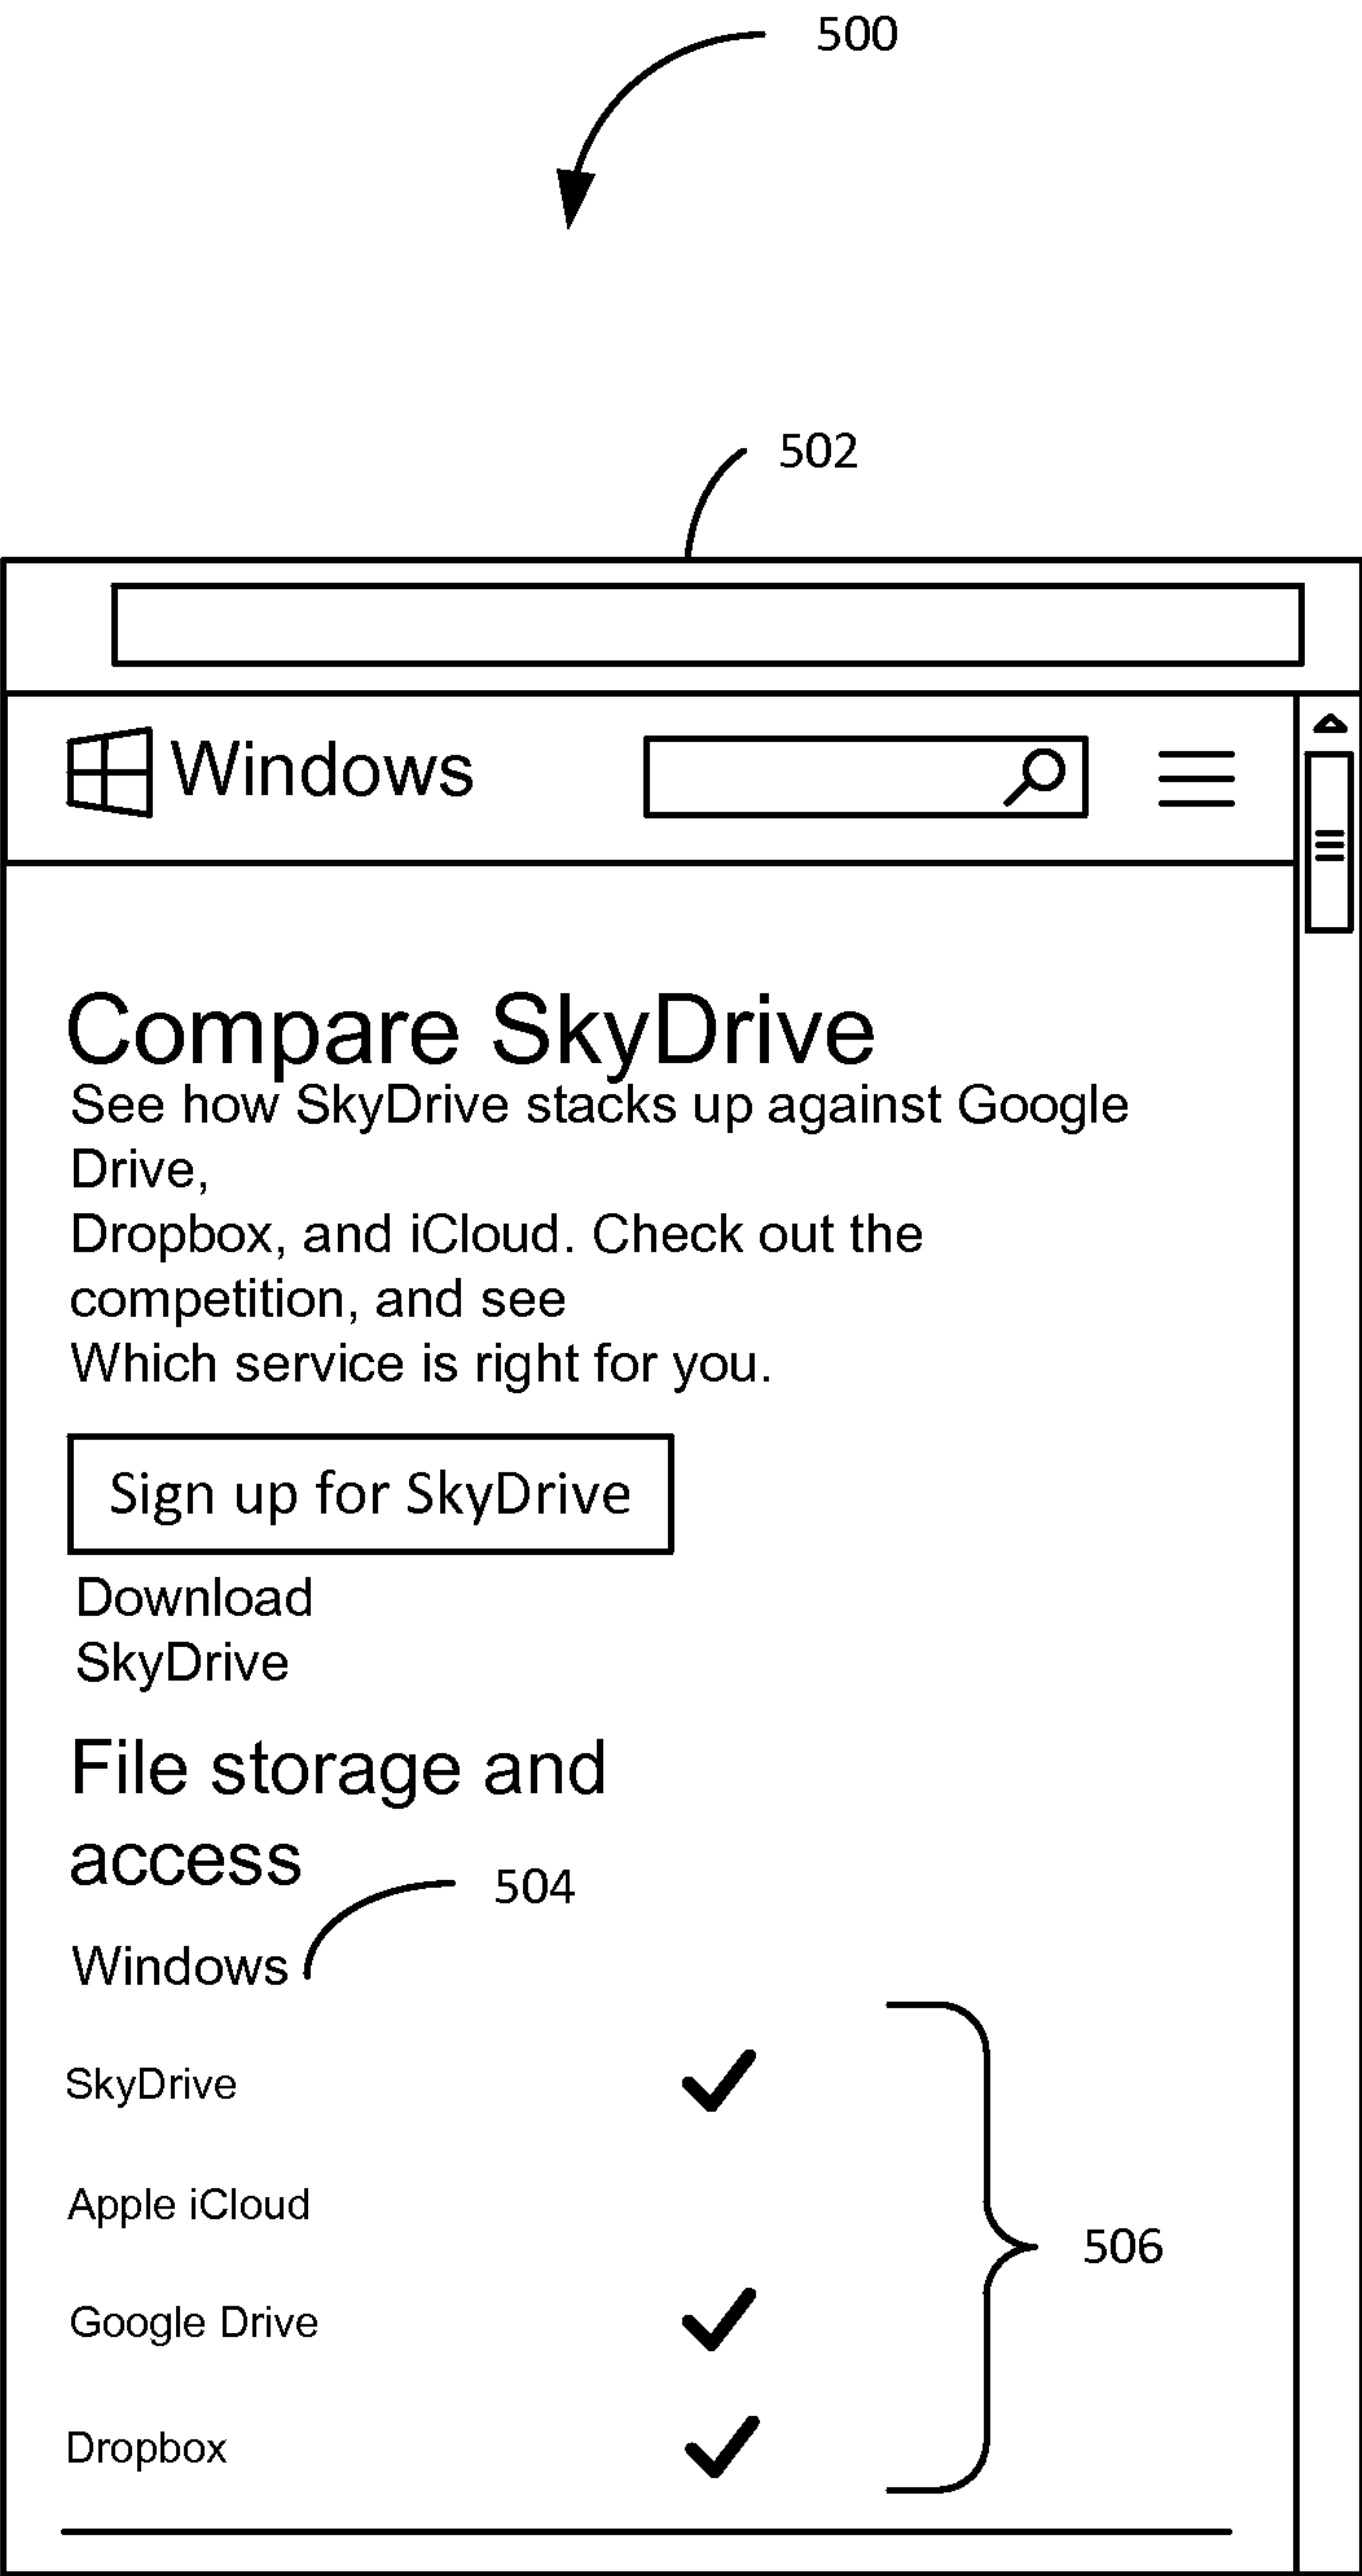 500
502
Windows
Compare SkyDrive
See how SkyDrive stacks up against Google
Drive,
Dropbox, and iCloud. Check out the
competition, and see
Which service is right for you.
Sign up for SkyDrive
Download
SkyDrive
File storage and
access
504
Windows
SkyDrive
Apple iCloud
506
Google Drive
Dropbox